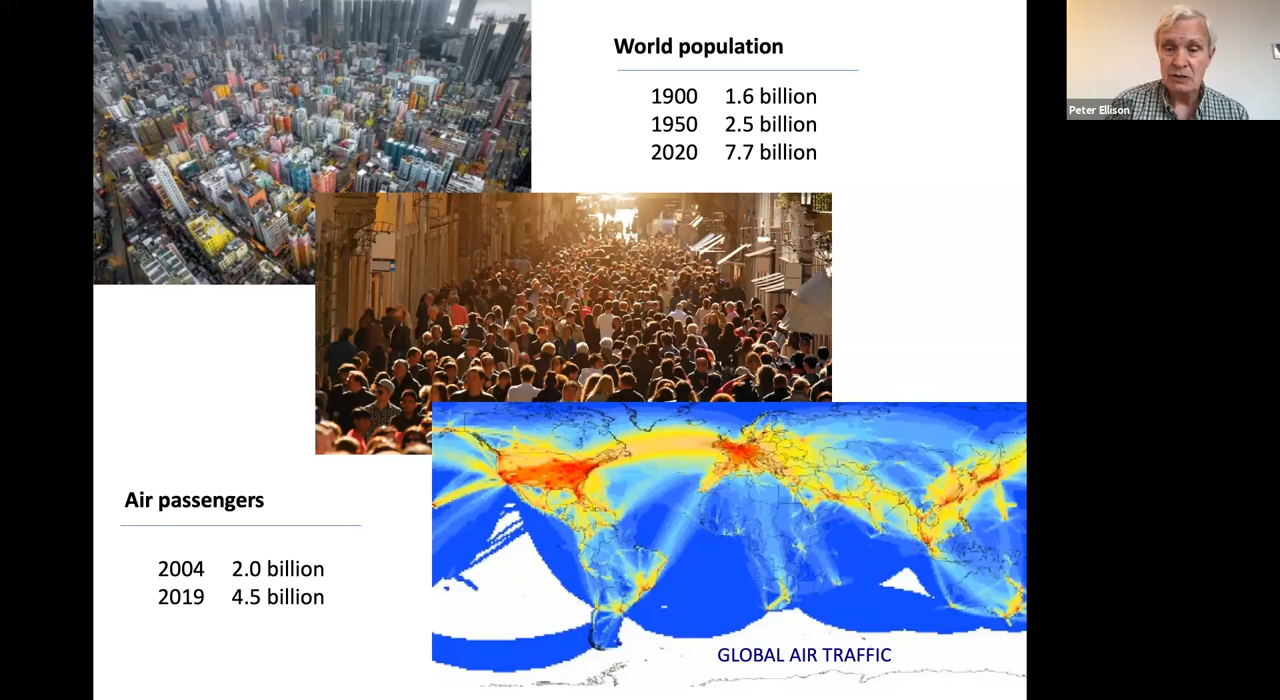 World population
1900 1.6 billion
1950 2.5 billion
2020 7.7 billion
Peter Ellison
Air passengers
2004 2.0 billion
2019 4.5 billion
GLOBAL AIR TRAFFIC